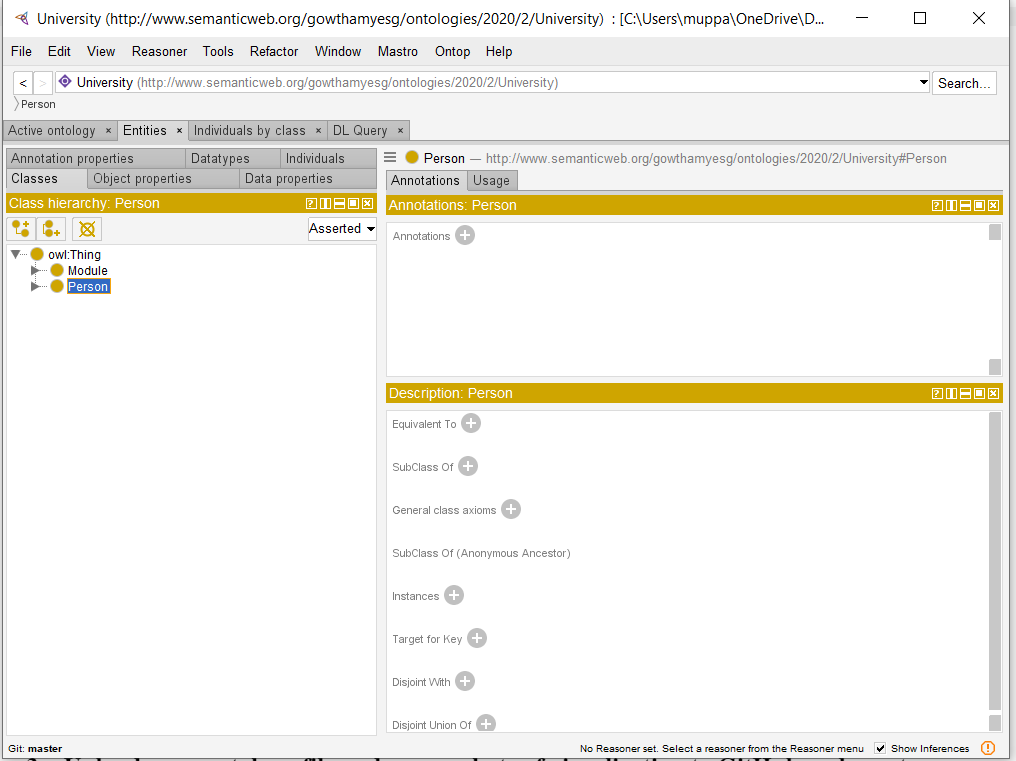 University (http://www.semanticweb.org/gowthamyesg/ontologies/2020/2/University) : [C:\Users\muppa\OneDrive\D...
File Edit View Reasoner Tools Refactor Window Mastro Ontop Help
< > University (http://www.semanticweb.org/gowthamyesg/ontologies/2020/2/University) Search...
Person
Active ontology × Entities × Individuals by class × DL Query ×
Annotation properties Datatypes Individuals
Classes Object properties Data properties
Class hierarchy: Person
Asserted
owl:Thing
Module
Person
Person — http://www.semanticweb.org/gowthamyesg/ontologies/2020/2/University#Person
Annotations Usage
Annotations: Person
Annotations
Description: Person
Equivalent To
SubClass Of
General class axioms
SubClass Of (Anonymous Ancestor)
Instances
Target for Key
Disjoint With
Disjoint Union Of
Git: master
No Reasoner set. Select a reasoner from the Reasoner menu Show Inferences